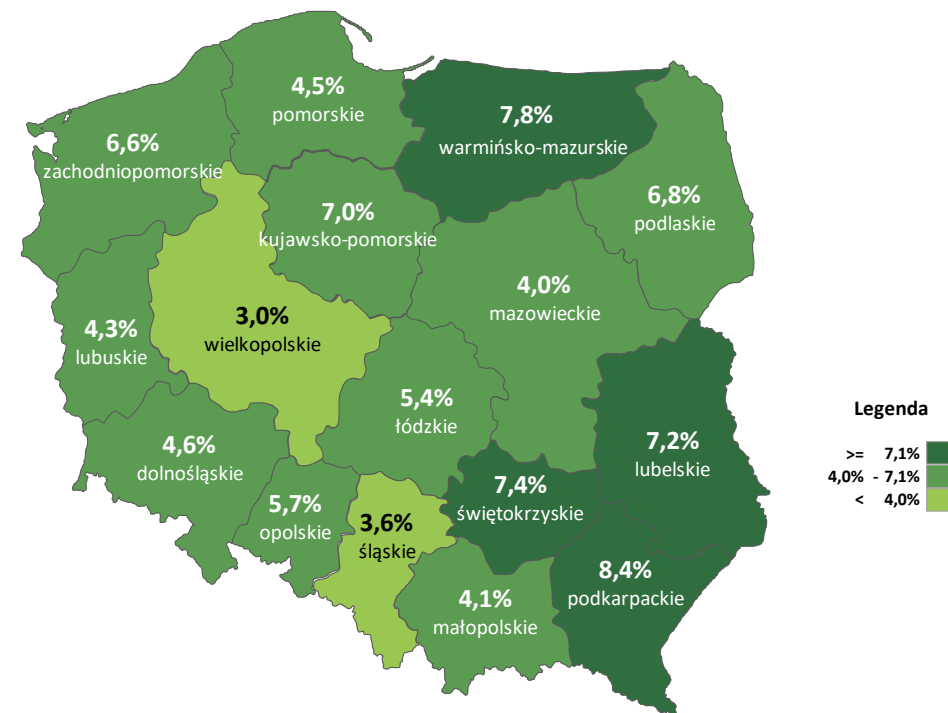 4,5%
pomorskie
7,8%
warmińsko-mazurskie
6,6%
zachodniopomorskie
6,8%
podlaskie
7,0%
kujawsko-pomorskie
4,0%
mazowieckie
3,0%
wielkopolskie
4,3%
lubuskie
5,4%
łódzkie
4,6%
dolnośląskie
7,2%
lubelskie
7,4%
świętokrzyskie
5,7%
opolskie
3,6%
śląskie
8,4%
podkarpackie
4,1%
małopolskie
Legenda
>= 7,1%
4,0% - 7,1%
< 4,0%